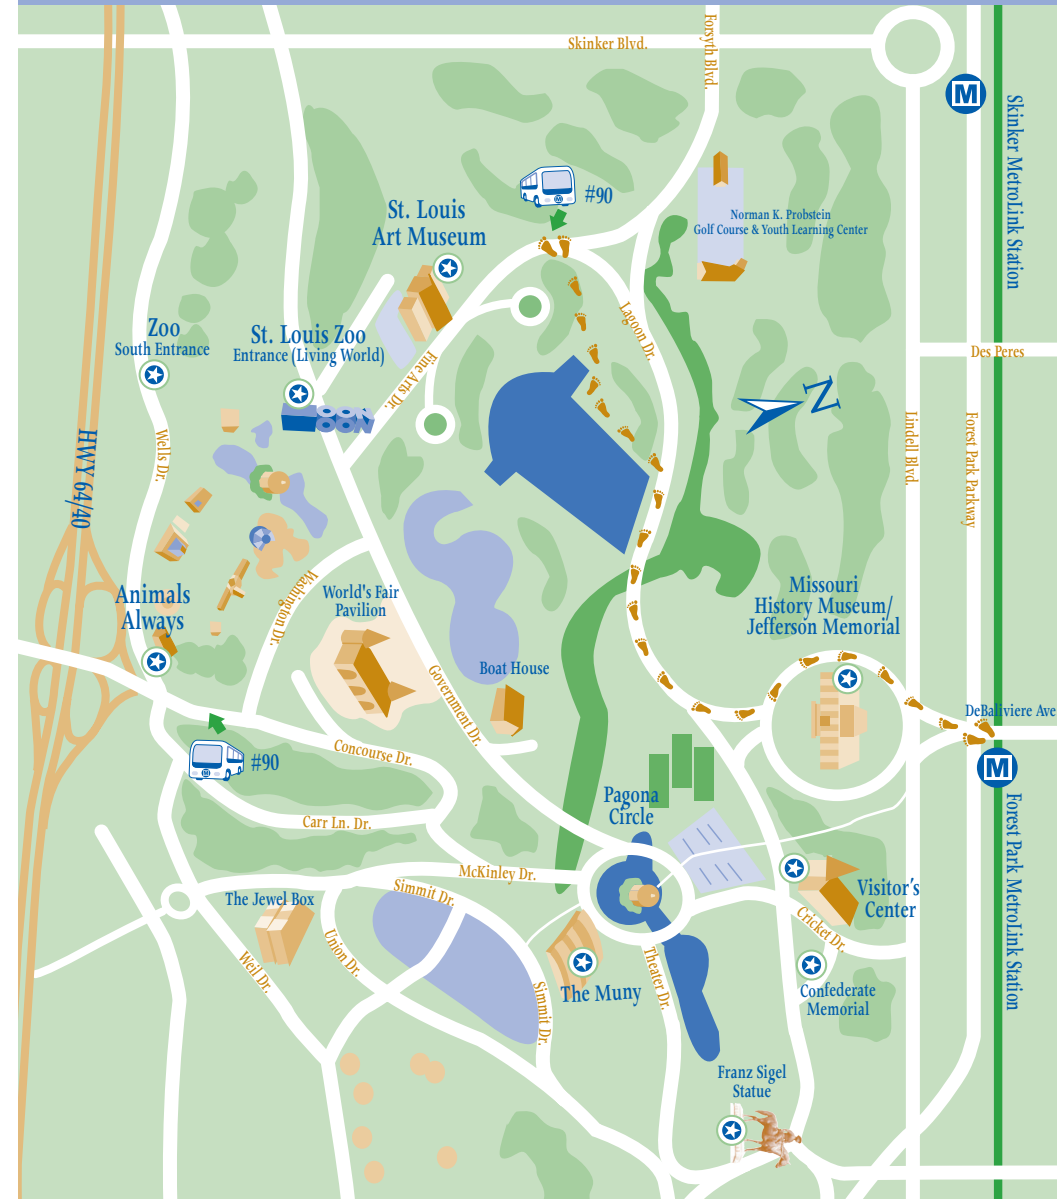 Skinker Blvd.
Forsyth Blvd.
M
Skinker MetroLink Station
#90
St. Louis
Art Museum
Norman K. Probstein
Golf Course & Youth Learning Center
Zoo
South Entrance
St. Louis Zoo
Entrance (Living World)
Lagoon Dr.
Des Peres
Fine Arts Dr.
N
ZOO
HWY 64/40
Wells Dr.
Lindell Blvd.
Forest Park Parkway
Animals
Always
Washington Dr.
World's Fair
Pavilion
Missouri
History Museum/
Jefferson Memorial
Boat House
Government Dr.
DeBaliviere Ave
#90
Concourse Dr.
M
Forest Park MetroLink Station
Pagona
Circle
Carr Ln. Dr.
McKinley Dr.
Simmit Dr.
The Jewel Box
Visitor's
Center
Cricket Dr.
Union Dr.
Weil Dr.
Theater Dr.
Simmit Dr.
The Muny
Confederate
Memorial
Franz Sigel
Statue